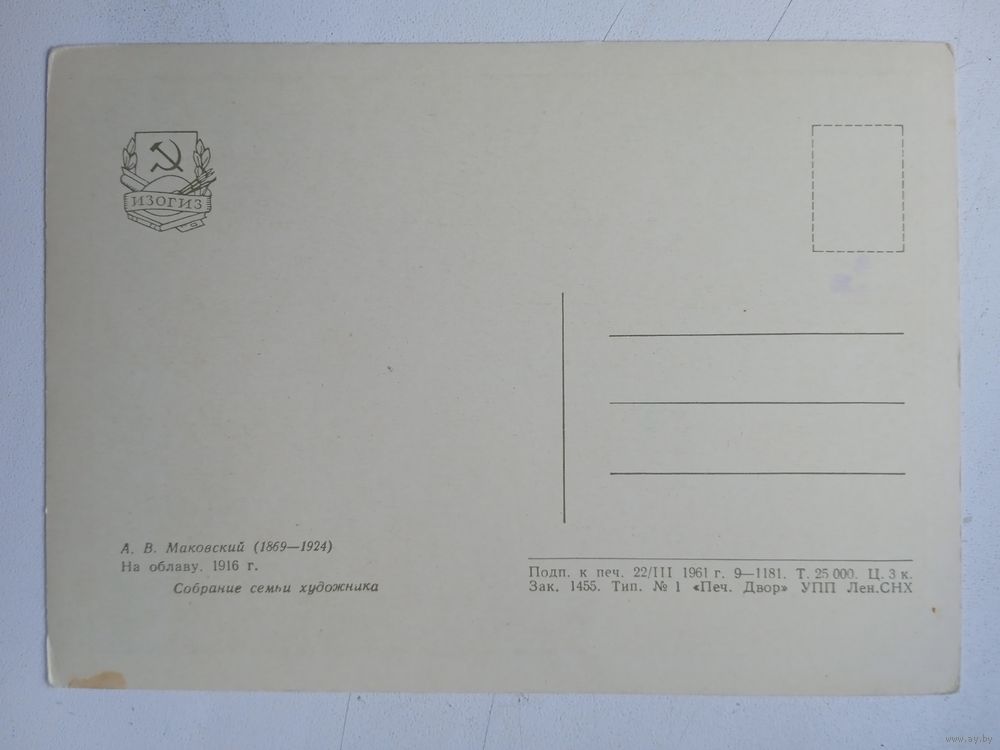 ИЗОГИЗ
А. В. Маковский (1869—1924)
На облаву. 1916 г.
Собрание семьи художника
Подп. к печ. 22/III 1961 г. 9—1181. Т. 25 000. Ц. 3 к.
Зак. 1455. Тип. № 1 «Печ. Двор» УПП Лен.СНХ
www.ay.by